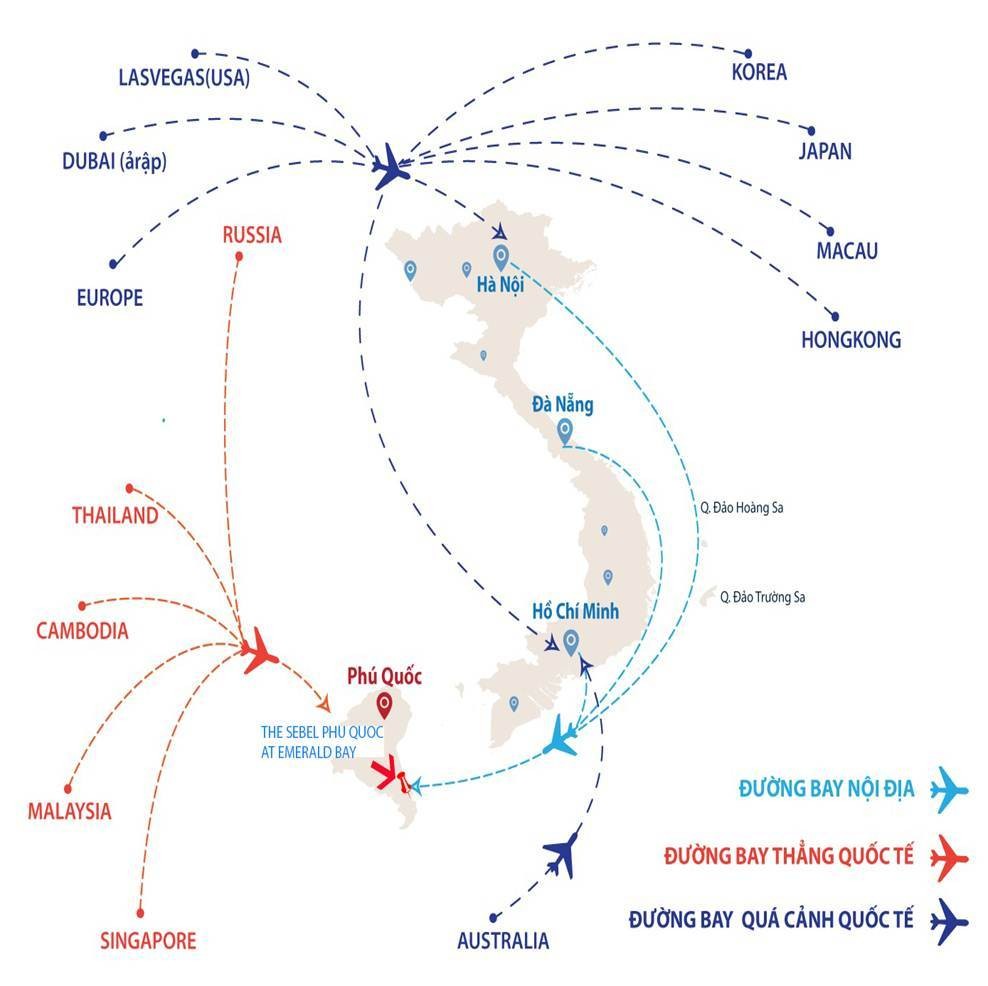 KOREA
LASVEGAS(USA)
JAPAN
DUBAI (ảrập)
RUSSIA
MACAU
Hà Nội
EUROPE
HONGKONG
Đà Nẵng
Q. Đảo Hoàng Sa
THAILAND
Q. Đảo Trường Sa
Hồ Chí Minh
CAMBODIA
Phú Quốc
THE SEBEL PHU QUOC
AT EMERALD BAY
ĐƯỜNG BAY NỘI ĐỊA
MALAYSIA
ĐƯỜNG BAY THẲNG QUỐC TẾ
ĐƯỜNG BAY QUÁ CẢNH QUỐC TẾ
SINGAPORE
AUSTRALIA